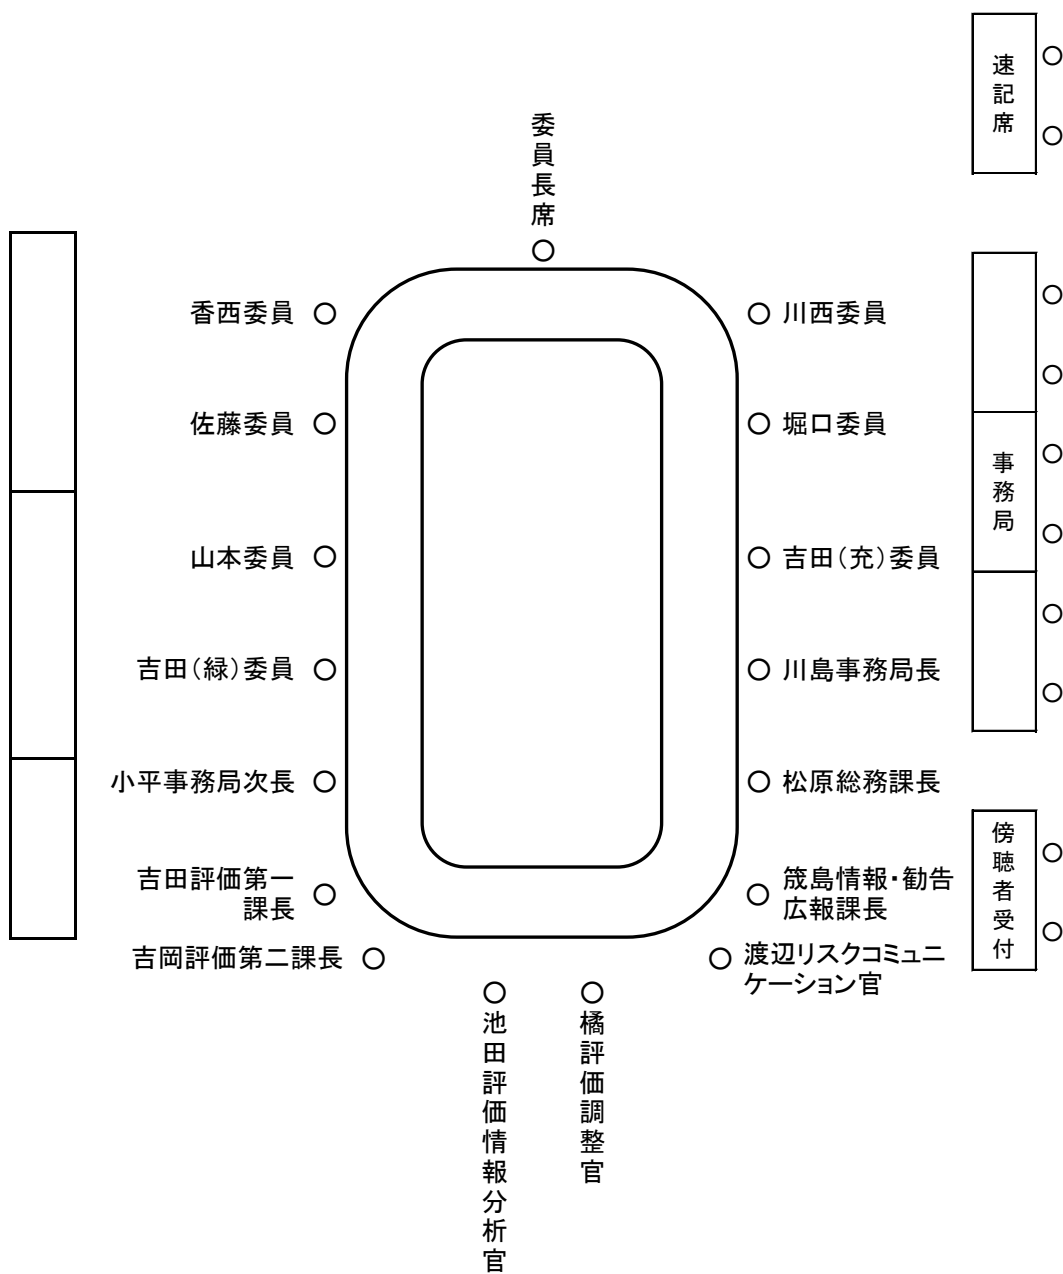 速記席
委員長席
香西委員
川西委員
佐藤委員
堀口委員
事務局
山本委員
吉田（充）委員
吉田（緑）委員
川島事務局長
小平事務局次長
松原総務課長
吉田評価第一
課長
筬島情報・勧告
広報課長
傍聴者受付
吉岡評価第二課長
渡辺リスクコミュニ
ケーション官
池田評価情報分析官
橘評価調整官